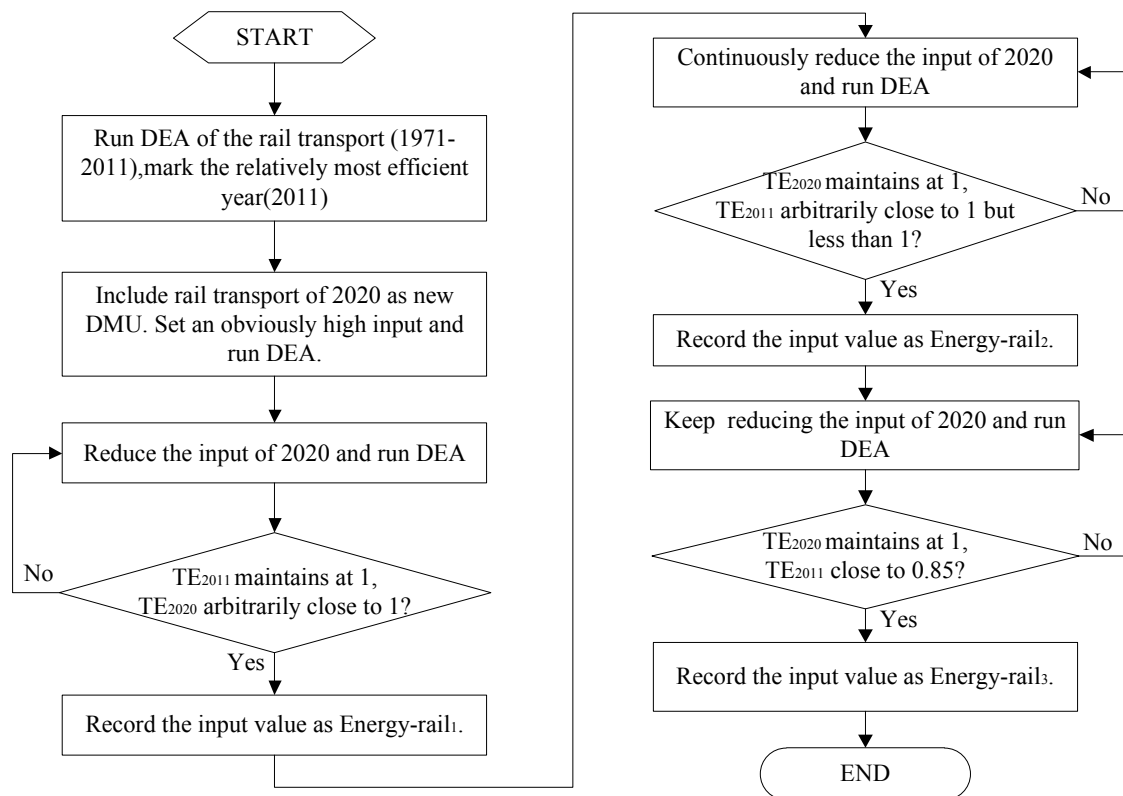 START
Run DEA of the rail transport (1971-
2011),mark the relatively most efficient
year(2011)
Include rail transport of 2020 as new
DMU. Set an obviously high input and
run DEA.
Reduce the input of 2020 and run DEA
No
TE2011 maintains at 1,
TE2020 arbitrarily close to 1?
Yes
Record the input value as Energy-rail1.
Continuously reduce the input of 2020
and run DEA
TE2020 maintains at 1,
TE2011 arbitrarily close to 1 but
less than 1?
No
Yes
Record the input value as Energy-rail2.
Keep reducing the input of 2020 and run
DEA
TE2020 maintains at 1,
TE2011 close to 0.85?
No
Yes
Record the input value as Energy-rail3.
END